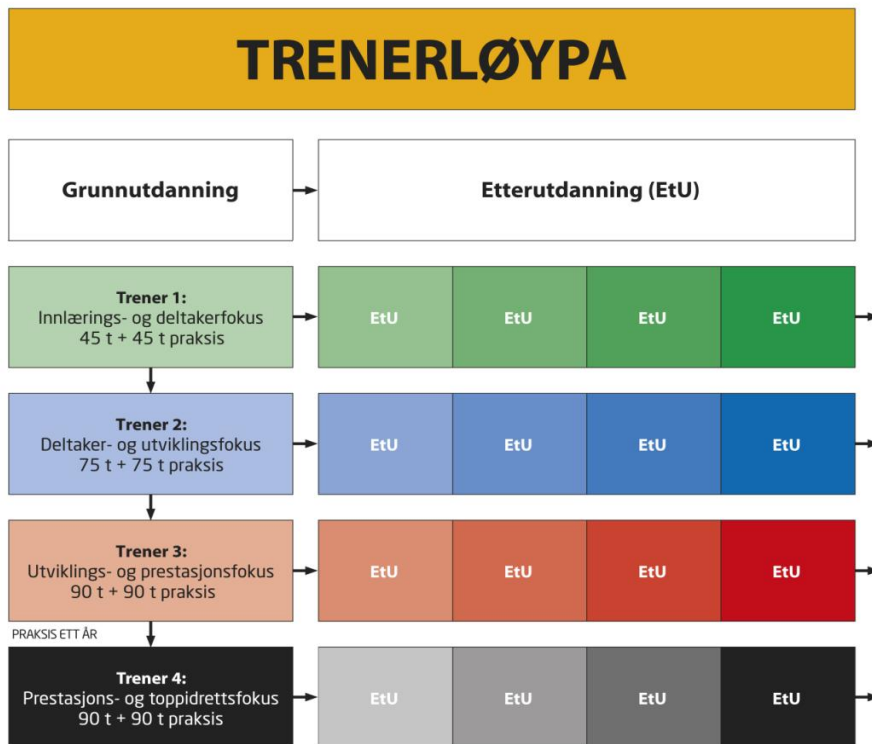 TRENERLØYPA
Grunnutdanning
Etterutdanning (EtU)
Trener 1:
Innlærings- og deltakerfokus
45 t + 45 t praksis
EtU
EtU
EtU
EtU
Trener 2:
Deltaker- og utviklingsfokus
75 t + 75 t praksis
EtU
EtU
EtU
EtU
Trener 3:
Utviklings- og prestasjonsfokus
90 t + 90 t praksis
EtU
EtU
EtU
EtU
PRAKSIS ETT ÅR
Trener 4:
Prestasjons- og toppidrettsfokus
90 t + 90 t praksis
EtU
EtU
EtU
EtU